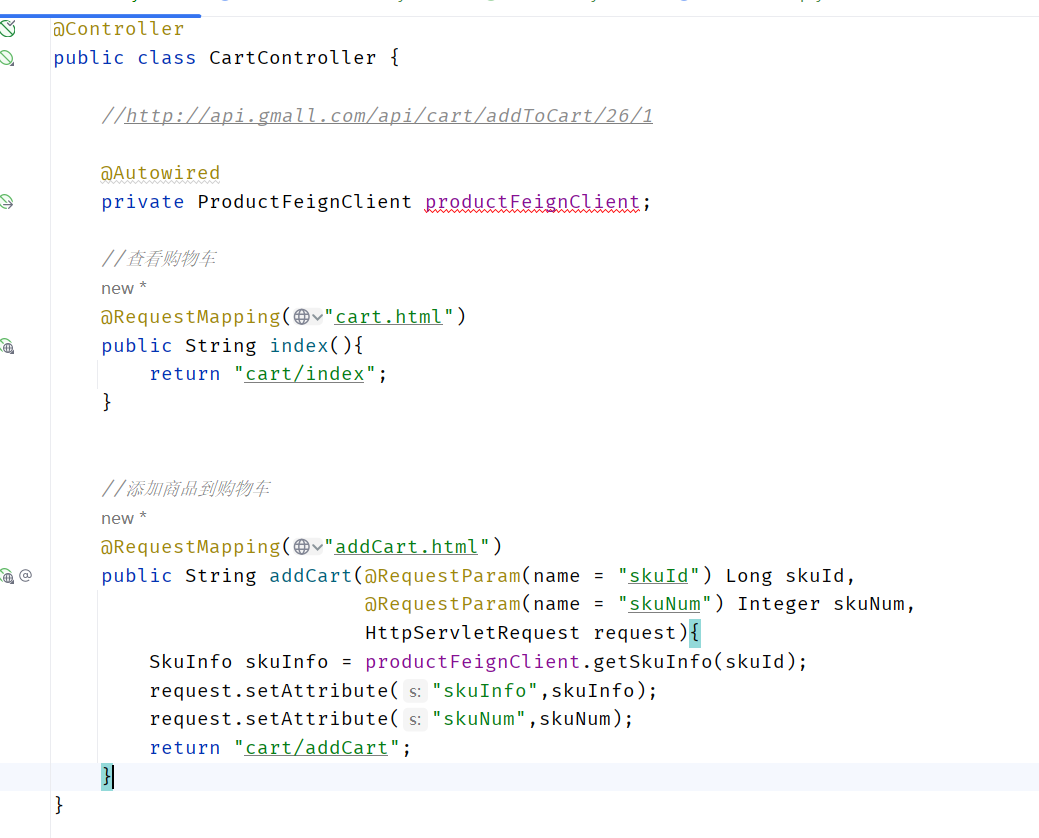 @Controller
public class CartController {
//http://api.gmall.com/api/cart/addToCart/26/1
@Autowired
private ProductFeignClient productFeignClient;
//查看购物车
new *
@RequestMapping("cart.html")
public String index(){
return "cart/index";
}
//添加商品到购物车
new *
@RequestMapping("addCart.html")
public String addCart(@RequestParam(name = "skuId") Long skuId,
@RequestParam(name = "skuNum") Integer skuNum,
HttpServletRequest request){
SkuInfo skuInfo = productFeignClient.getSkuInfo(skuId);
request.setAttribute( s: "skuInfo",skuInfo);
request.setAttribute( s: "skuNum",skuNum);
return "cart/addCart";
}
}